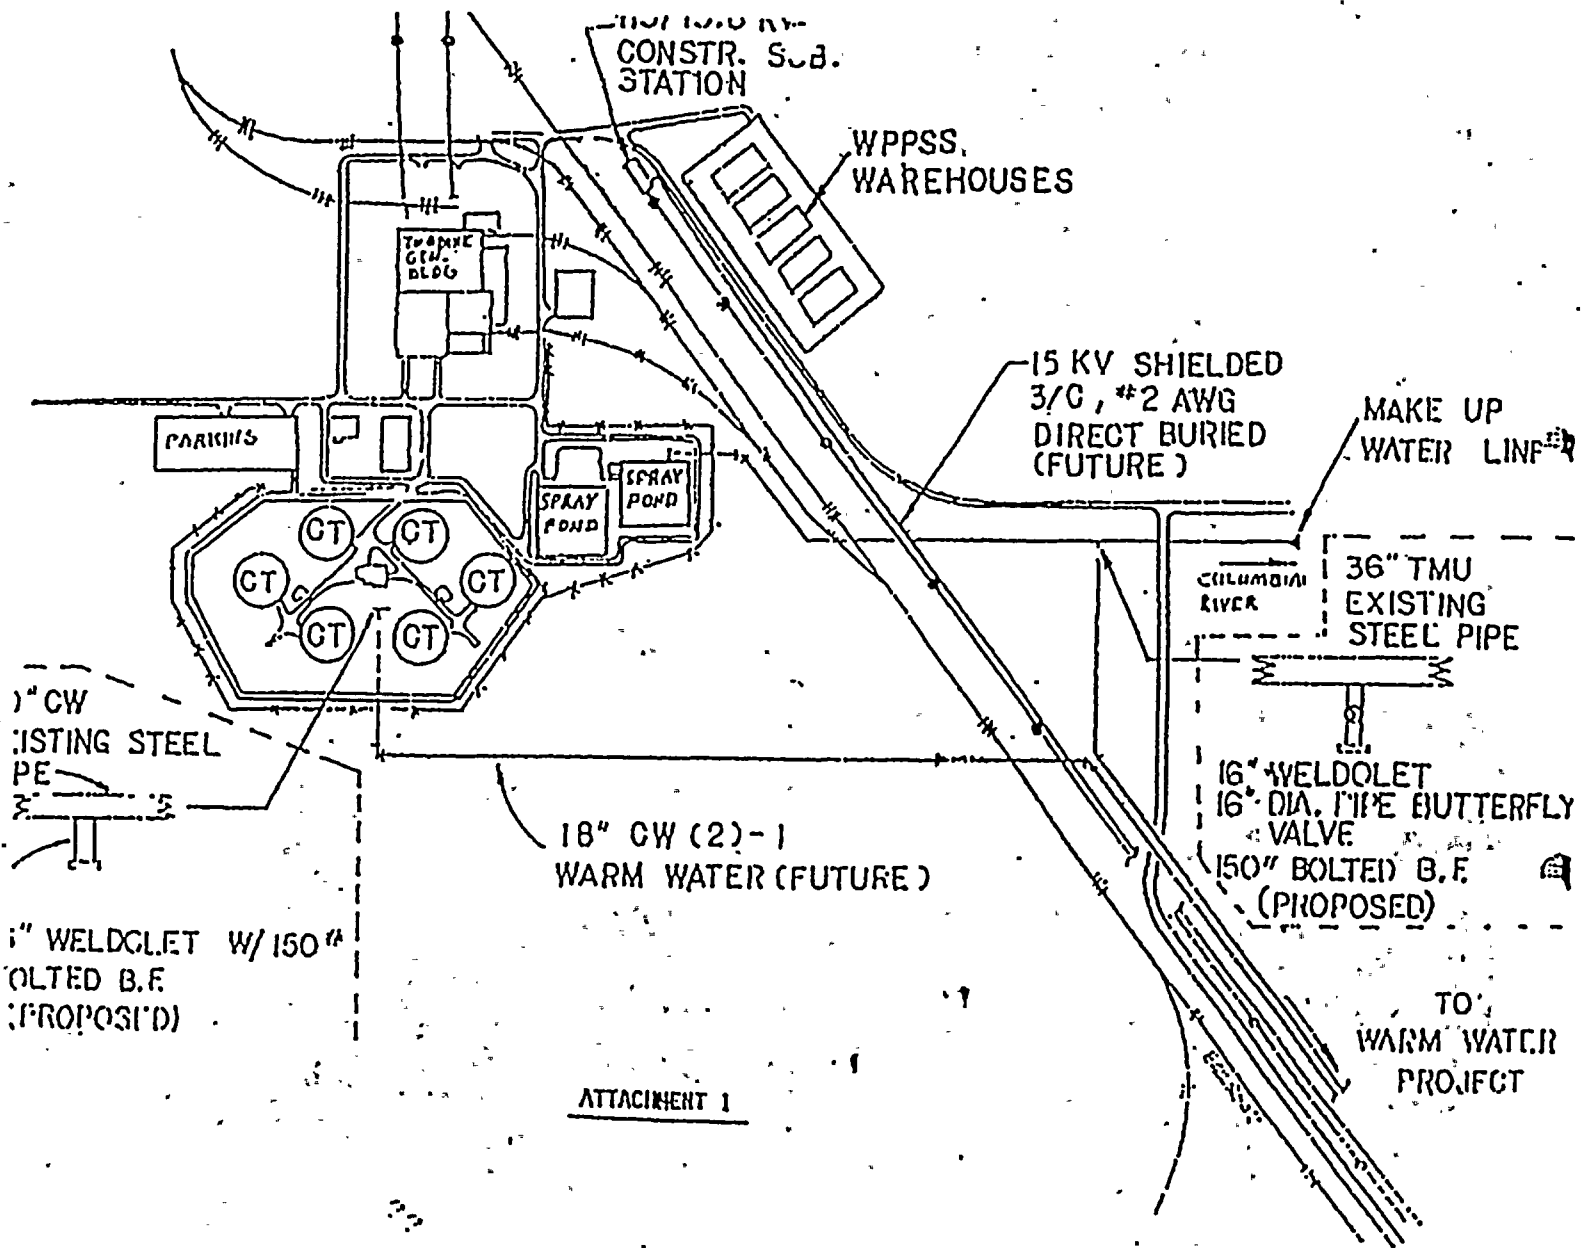 CONSTR. SUB.
STATION
WPPSS.
WAREHOUSES
TURBINE
GEN.
BLDG
15 KV SHIELDED
3/C, #2 AWG
DIRECT BURIED
(FUTURE)
MAKE UP
WATER LINE
PARKING
SPRAY
POND
SPRAY
POND
CT
CT
CT
CT
CT
CT
COLUMBIA
RIVER
36" TMU
EXISTING
STEEL PIPE
" CW
ISTING STEEL
PE
16" WELDOLET
16" DIA. PIPE BUTTERFLY
VALVE
150# BOLTED B.F.
(PROPOSED)
18" CW (2)-1
WARM WATER (FUTURE)
" WELDOLET W/150#
OLTED B.F.
(PROPOSED)
TO
WARM WATER
PROJECT
ATTACHMENT 1